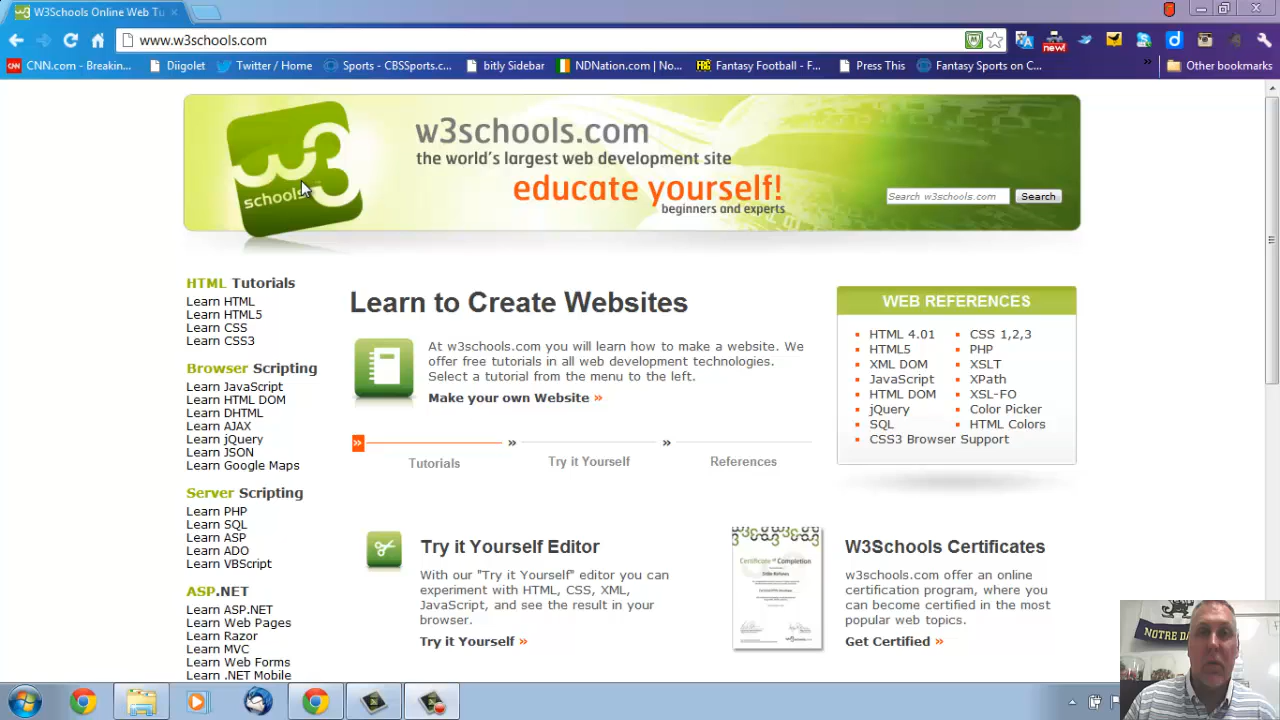 W3Schools Online Web Tu
www.w3schools.com
new!
CNN.com - Breakin...
Diigolet
Twitter / Home
Sports - CBSSports.c...
bitly Sidebar
NDNation.com | No...
Fantasy Football - F...
Press This
Fantasy Sports on C...
»
Other bookmarks
w3
schools
w3schools.com
the world's largest web development site
educate yourself!
beginners and experts
Search w3schools.com
Search
HTML Tutorials
Learn HTML
Learn HTML5
Learn CSS
Learn CSS3
Browser Scripting
Learn JavaScript
Learn HTML DOM
Learn DHTML
Learn AJAX
Learn jQuery
Learn JSON
Learn Google Maps
Server Scripting
Learn PHP
Learn SQL
Learn ASP
Learn ADO
Learn VBScript
ASP.NET
Learn ASP.NET
Learn Web Pages
Learn Razor
Learn MVC
Learn Web Forms
Learn .NET Mobile
Learn to Create Websites
At w3schools.com you will learn how to make a website. We
offer free tutorials in all web development technologies.
Select a tutorial from the menu to the left.
Make your own Website »
» » »
Tutorials
Try it Yourself
References
Try it Yourself Editor
With our "Try it Yourself" editor you can
experiment with HTML, CSS, XML,
JavaScript, and see the result in your
browser.
Try it Yourself »
WEB REFERENCES
HTML 4.01
HTML5
XML DOM
JavaScript
HTML DOM
jQuery
SQL
CSS3 Browser Support
CSS 1,2,3
PHP
XSLT
XPath
XSL-FO
Color Picker
HTML Colors
Certificate of Completion
W3Schools Certificates
w3schools.com offer an online
certification program, where you
can become certified in the most
popular web topics.
Get Certified »
NOTRE DA